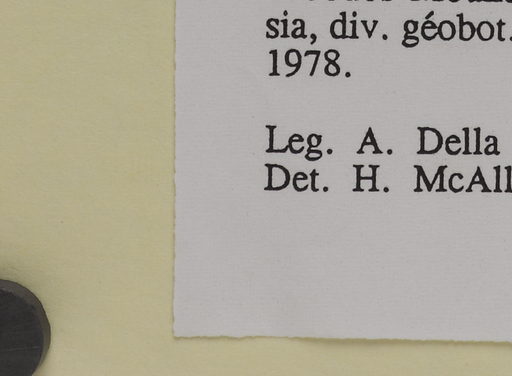 sia, div. géobot.
1978.
Leg. A. Della
Det. H. McAll